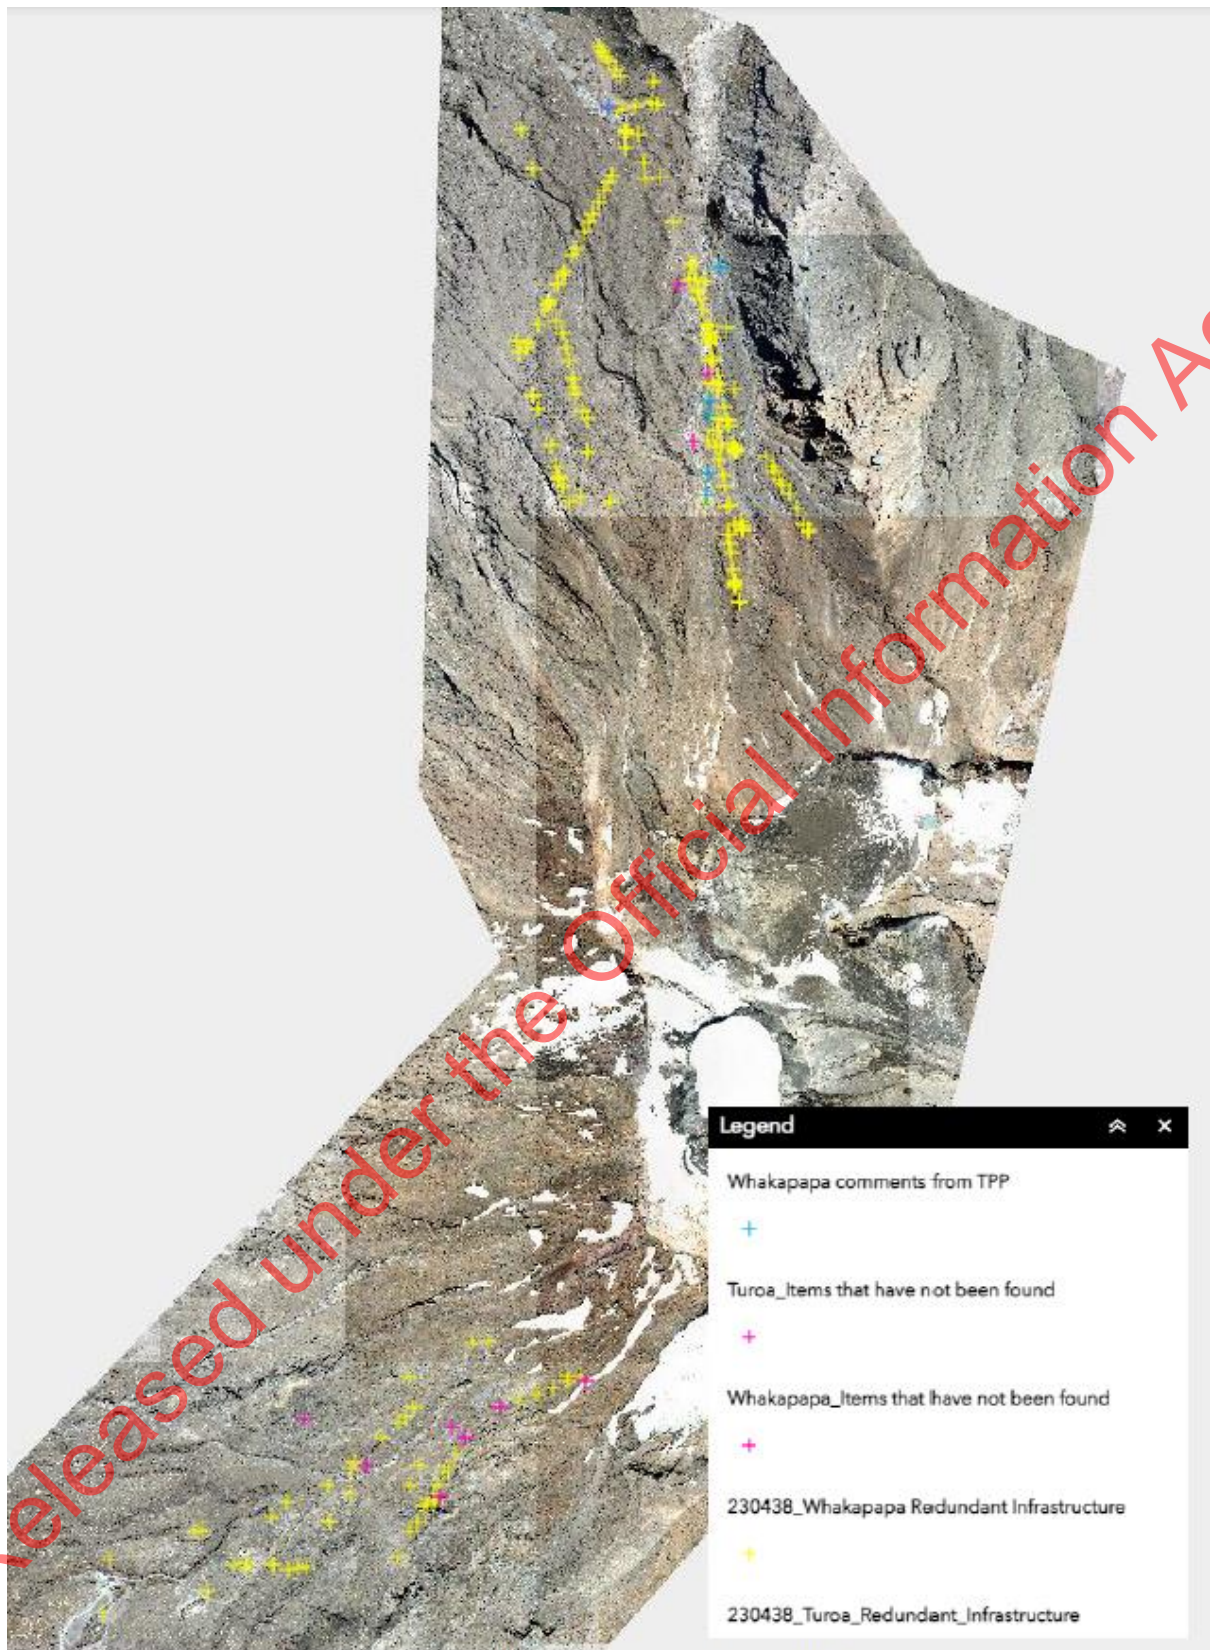 Released under the Official Information Ac
Legend
Whakapapa comments from TPP
Turoa_Items that have not been found
Whakapapa_Items that have not been found
230438_Whakapapa Redundant Infrastructure
230438_Turoa_Redundant_Infrastructure